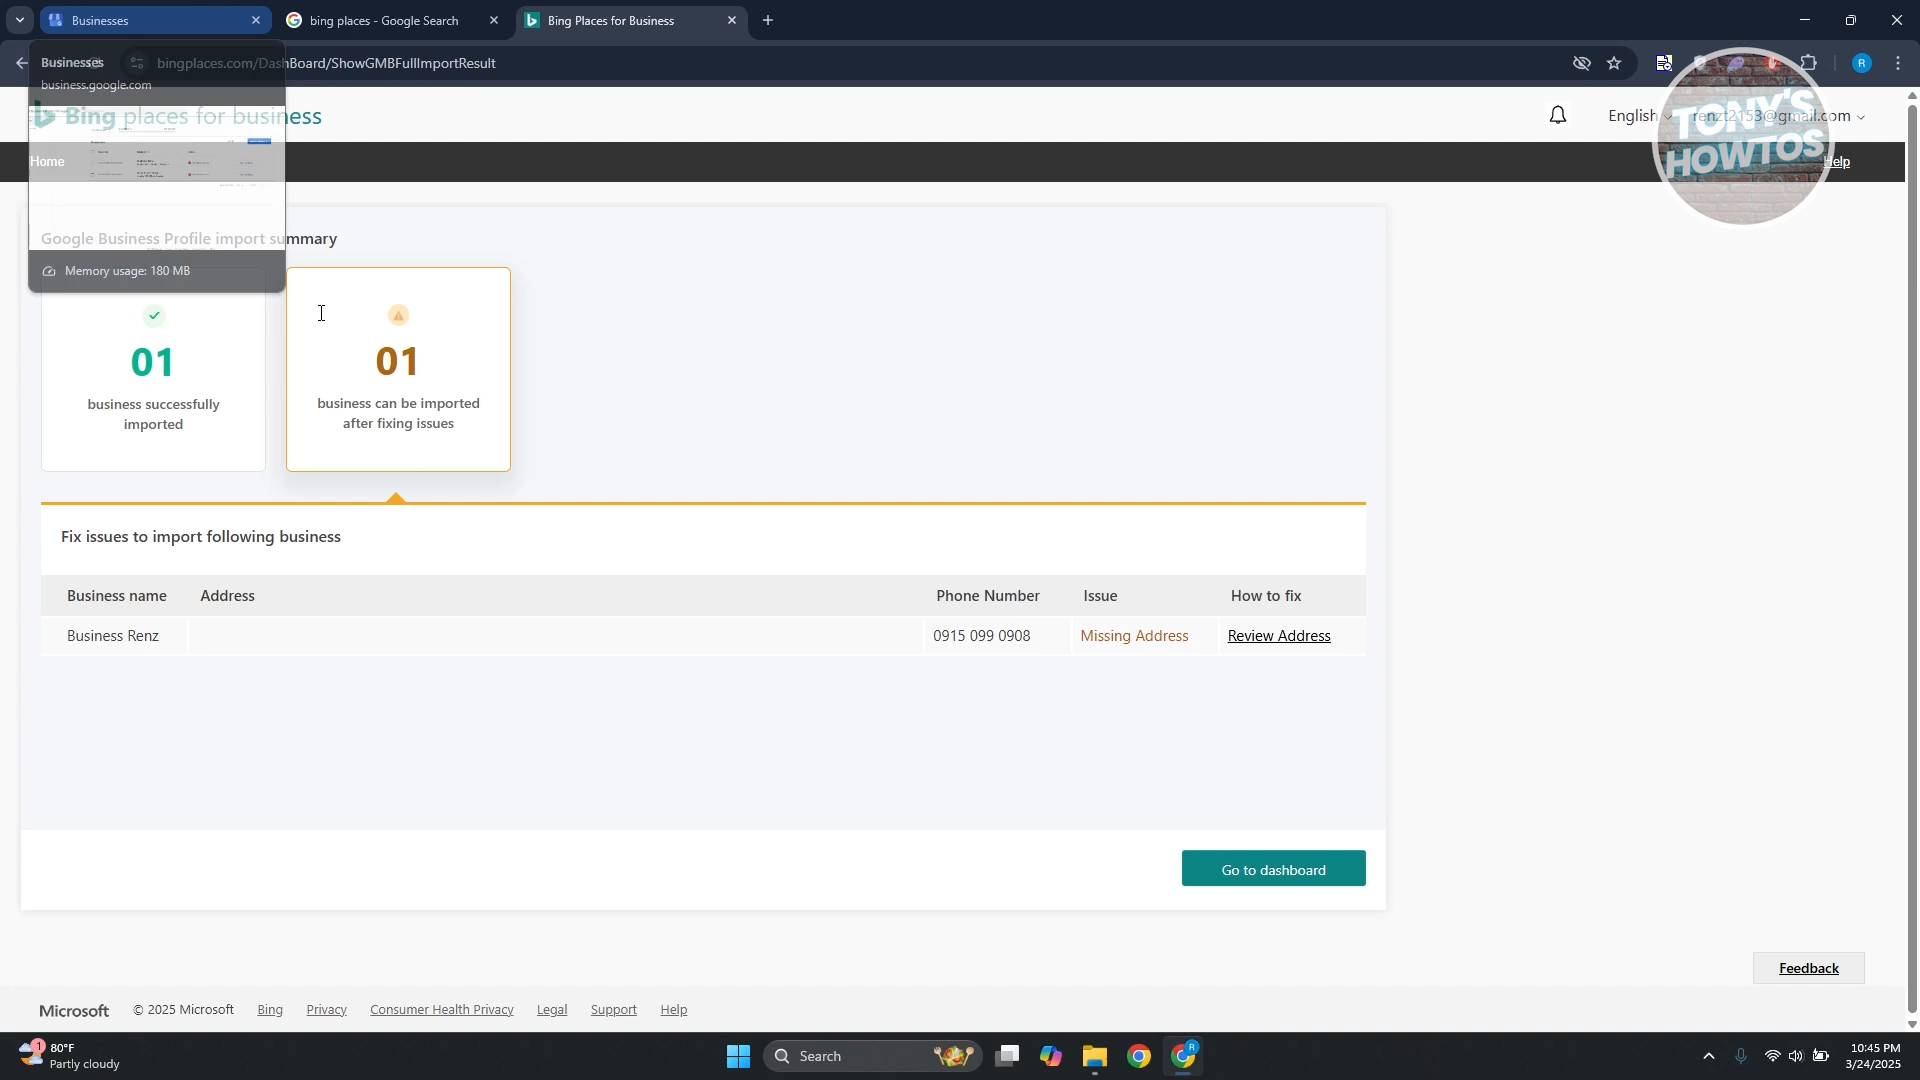 Businesses
bing places - Google Search
Bing Places for Business
Businesses
bingplaces.com/DashBoard/ShowGMBFullImportResult
business.google.com
R
Bing places for business
English
renzt2153@gmail.com
TONY'S
HOWTOS
Home
Help
Google Business Profile import summary
Memory usage: 180 MB
01
business successfully
imported
01
business can be imported
after fixing issues
Fix issues to import following business
Business name Address Phone Number Issue How to fix
Business Renz 0915 099 0908 Missing Address Review Address
Go to dashboard
Feedback
Microsoft © 2025 Microsoft Bing Privacy Consumer Health Privacy Legal Support Help
1
80°F
Partly cloudy
Search
R
10:45 PM
3/24/2025